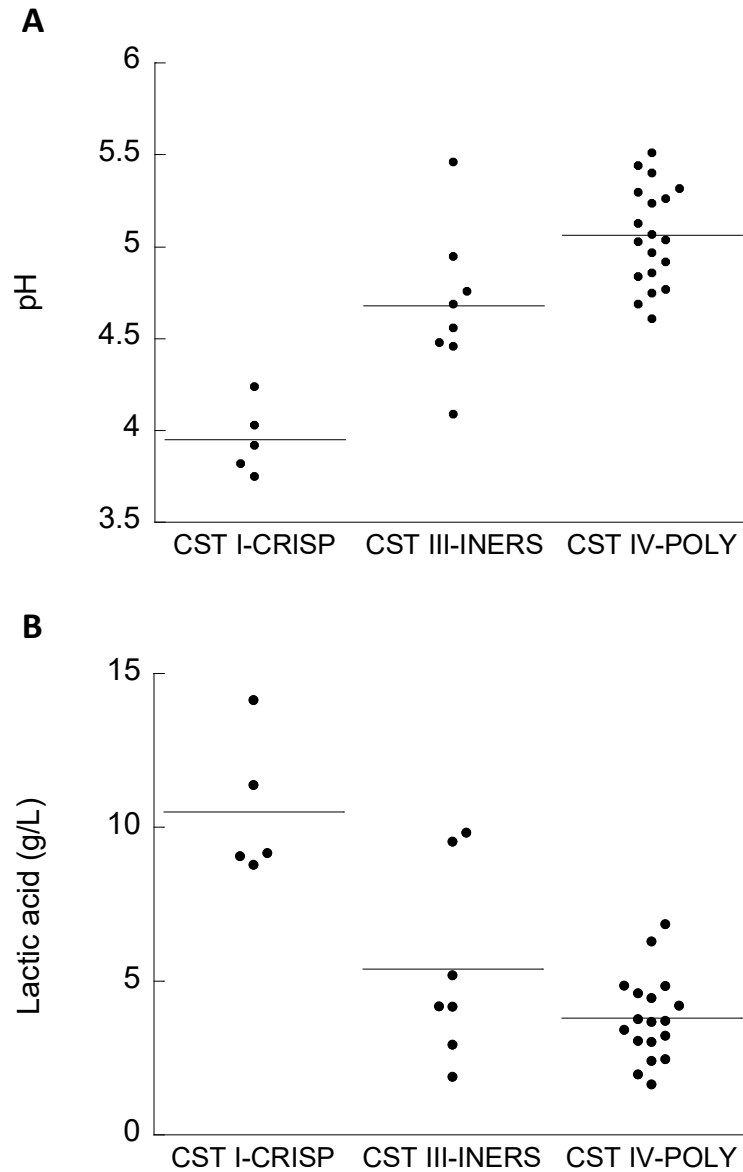 A
6
5.5
5
4.5
4
3.5
pH
CST I-CRISP CST III-INERS CST IV-POLY
B
15
10
5
0
Lactic acid (g/L)
CST I-CRISP CST III-INERS CST IV-POLY